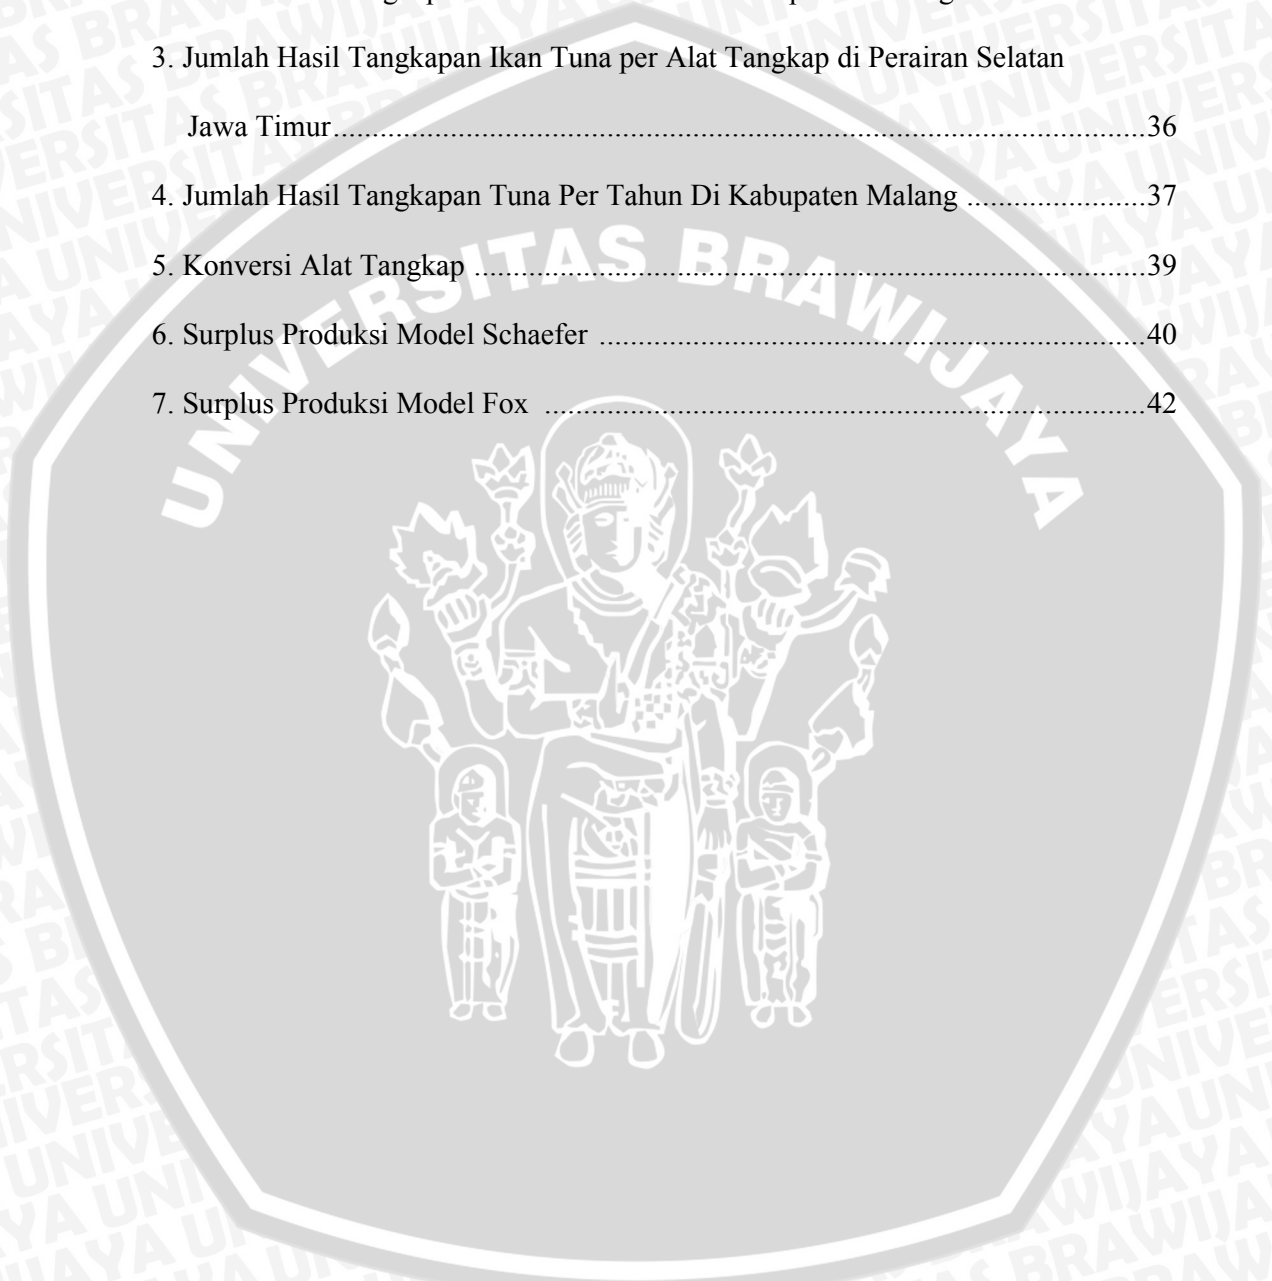 3. Jumlah Hasil Tangkapan Ikan Tuna per Alat Tangkap di Perairan Selatan
Jawa Timur..........................................................................................................36
4. Jumlah Hasil Tangkapan Tuna Per Tahun Di Kabupaten Malang .......................37
5. Konversi Alat Tangkap .......................................................................................39
6. Surplus Produksi Model Schaefer .......................................................................40
7. Surplus Produksi Model Fox ..............................................................................42
UNIVERSITAS BRAWIJAYA